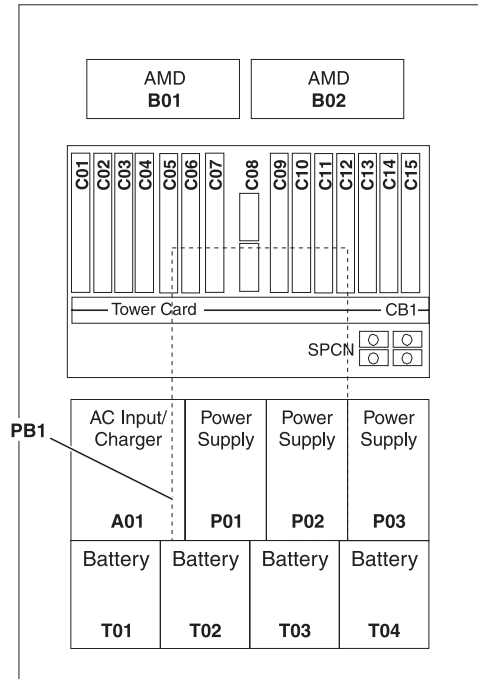 AMD AMD
B01 B02
C01 C02 C03 C04 C05 C06 C07 C08 C09 C10 C11 C12 C13 C14 C15
Tower Card CB1
SPCN
PB1
AC Input/ Power Power Power
Charger Supply Supply Supply
A01 P01 P02 P03
Battery Battery Battery Battery
T01 T02 T03 T04